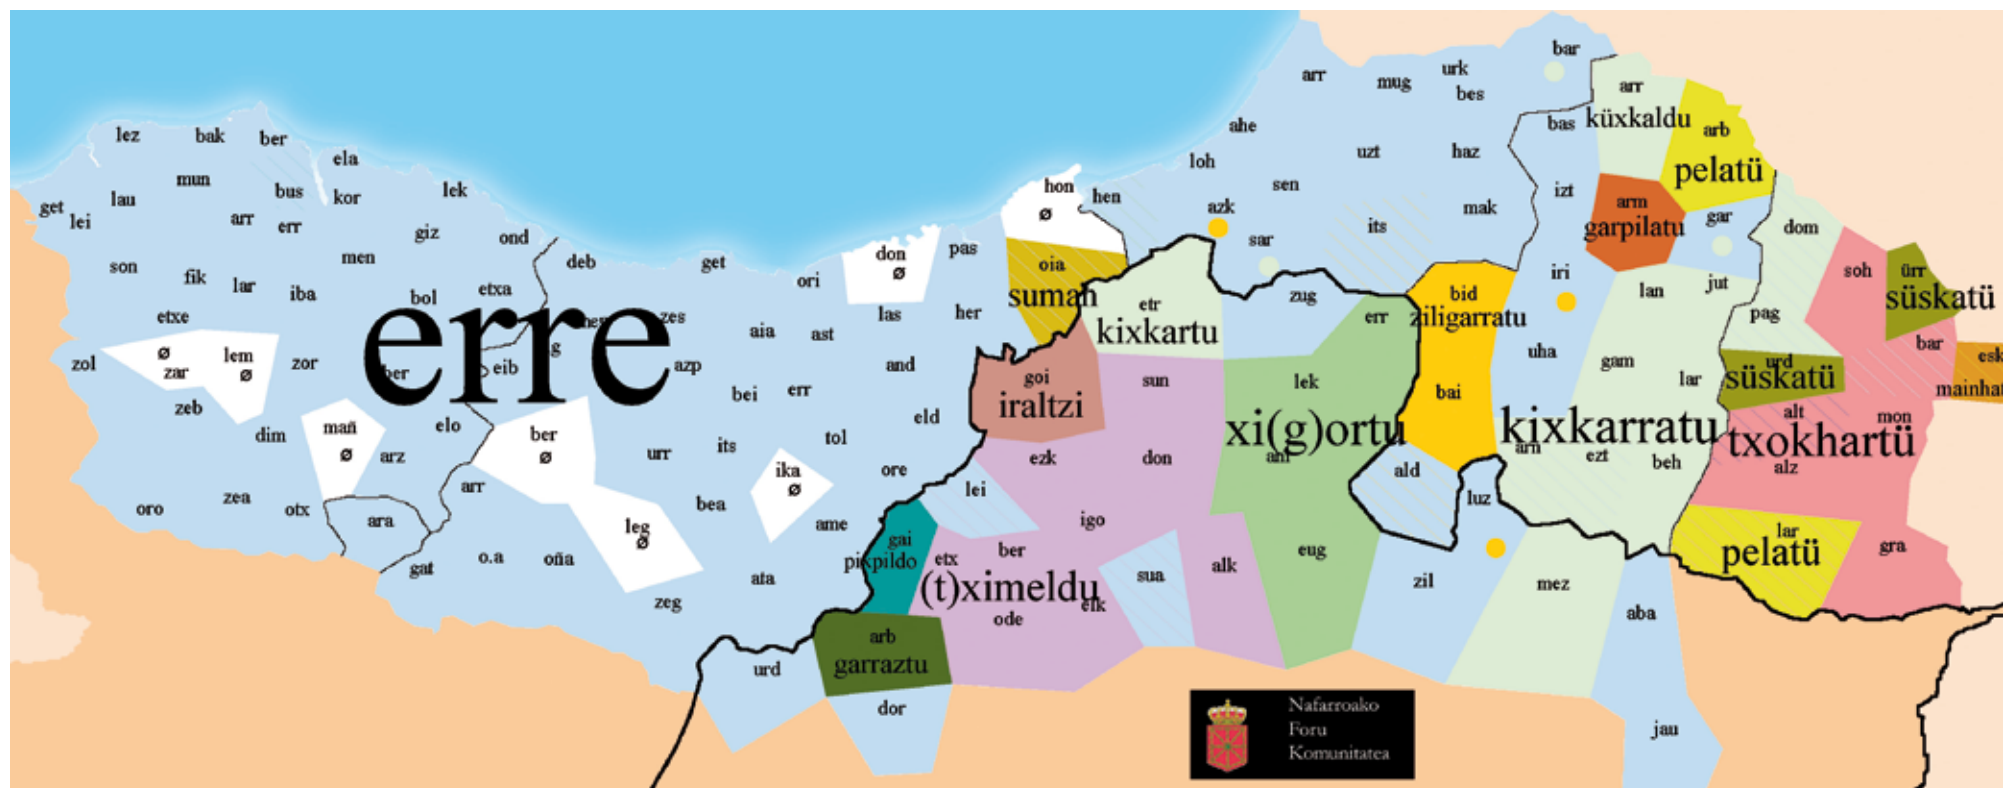 bar
arr
mug
urk
bes
arr
küxkaldu
arb
pelatü
lez
bak
ber
ela
ahe
bas
loh
uzt
haz
mun
lau
bus
kor
lek
hon
Ø
hen
sen
izt
arm
garpilatu
get
lei
arr
err
giz
ond
azk
its
mak
gar
dom
son
fik
lar
men
deb
get
ori
don
Ø
pas
oia
suman
sar
iri
lan
jut
soh
ürr
süskatü
iba
bol
etxa
erre
zes
las
her
etr
kixkartu
zug
err
bid
ziligarratu
pag
etxe
aia
ast
uha
bar
esk
mainhat
zol
Ø
zar
lem
Ø
zor
ber
eib
g
azp
and
goi
iraltzi
sun
lek
bai
gam
lar
urd
süskatü
zeb
bei
err
eld
xi(g)ortu
kixkarratu
alt
mon
txokhartü
dim
mañ
Ø
arz
elo
ber
Ø
urr
its
tol
ezk
don
ald
arn
ezt
beh
alz
zea
oro
otx
ara
arr
ika
Ø
bea
ore
lei
luz
leg
Ø
ame
igo
gai
pixpildo
etx
ber
eug
lar
pelatü
gra
gat
o.a
oña
ata
(t)ximeldu
elk
sua
alk
zil
mez
zeg
ode
aba
arb
garraztu
urd
dor
jau
Nafarroako
Foru
Komunitatea